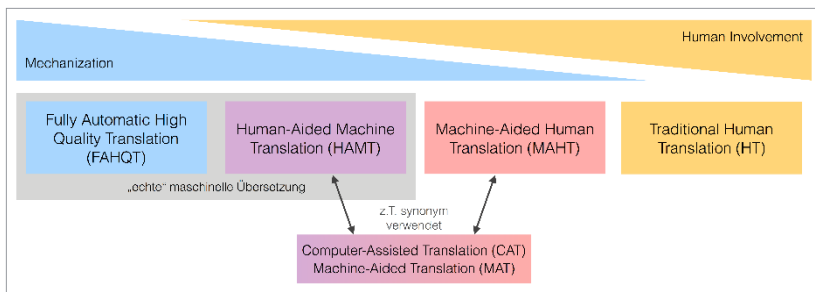 Human Involvement
Mechanization
Fully Automatic High
Quality Translation
(FAHQT)
Human-Aided Machine
Translation (HAMT)
Machine-Aided Human
Translation (MAHT)
Traditional Human
Translation (HT)
„echte“ maschinelle Übersetzung
z.T. synonym
verwendet
Computer-Assisted Translation (CAT)
Machine-Aided Translation (MAT)